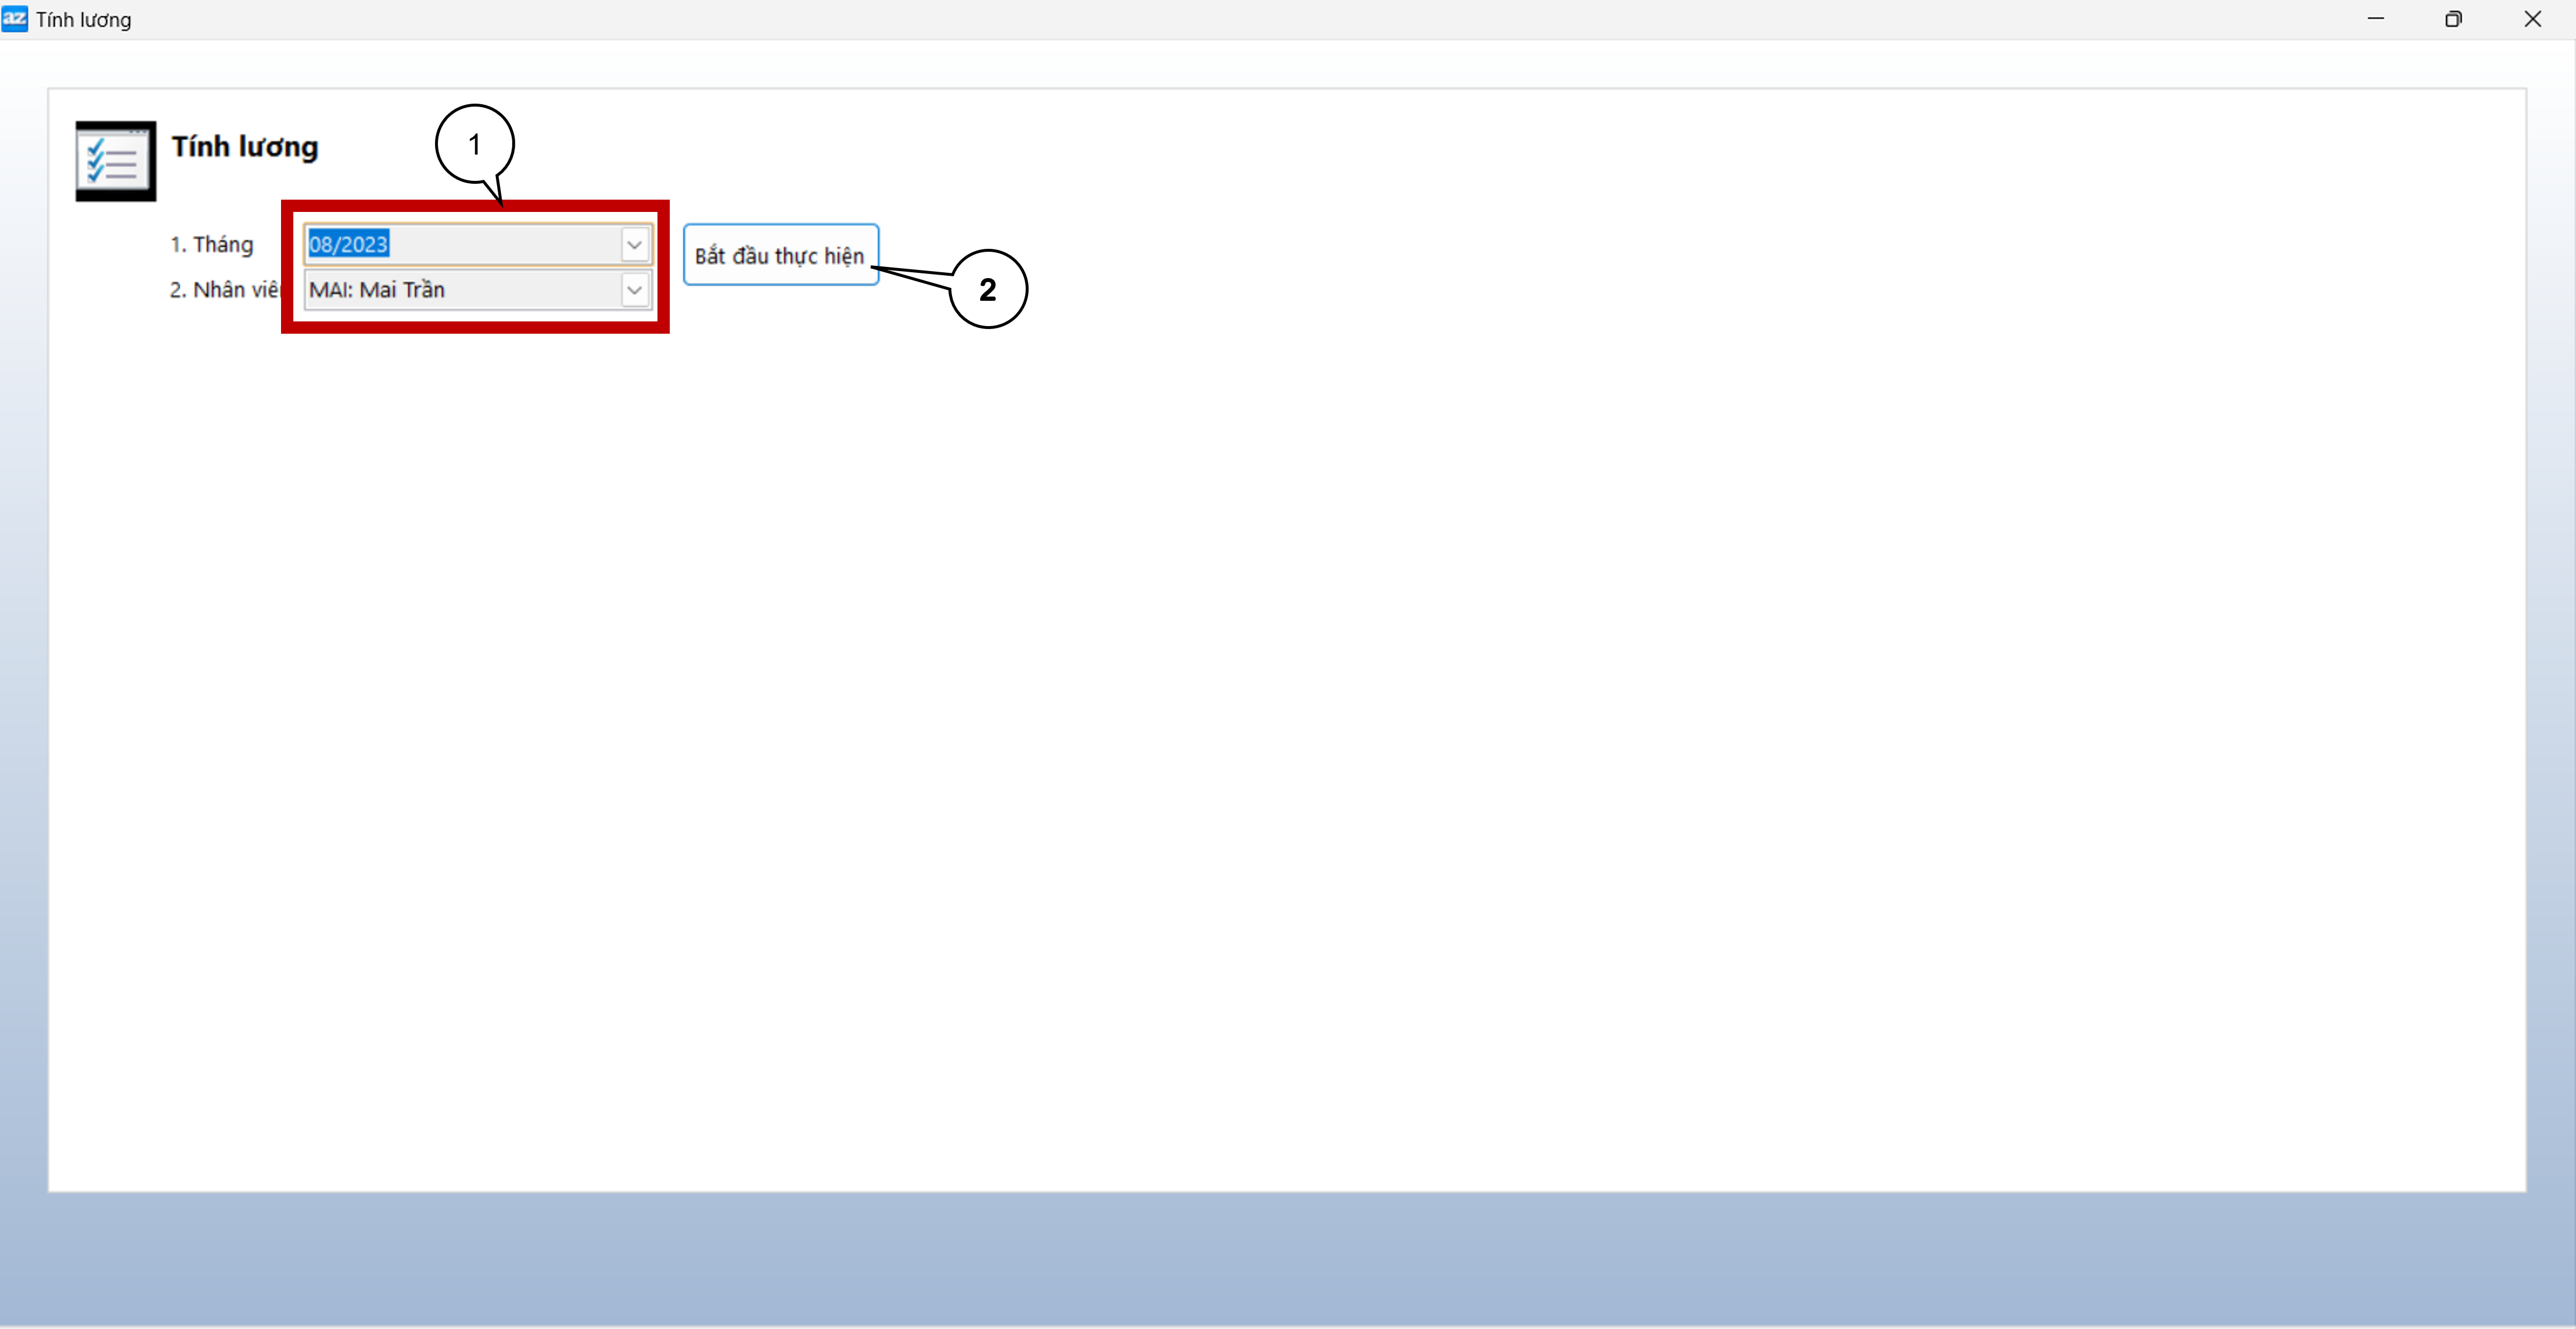 az Tính lương
Tính lương
1
1. Tháng 08/2023
Bắt đầu thực hiện
2. Nhân viê MAI: Mai Trần
2